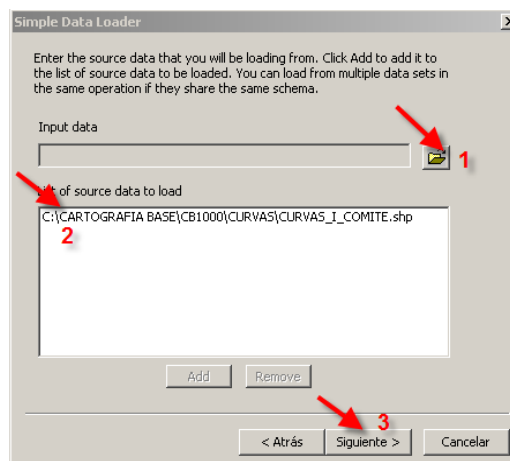 Simple Data Loader
Enter the source data that you will be loading from. Click Add to add it to
the list of source data to be loaded. You can load from multiple data sets in
the same operation if they share the same schema.
Input data
1
List of source data to load
C:\CARTOGRAFIA BASE\CB1000\CURVAS\CURVAS_I_COMITE.shp
2
Add Remove
3
< Atrás Siguiente > Cancelar